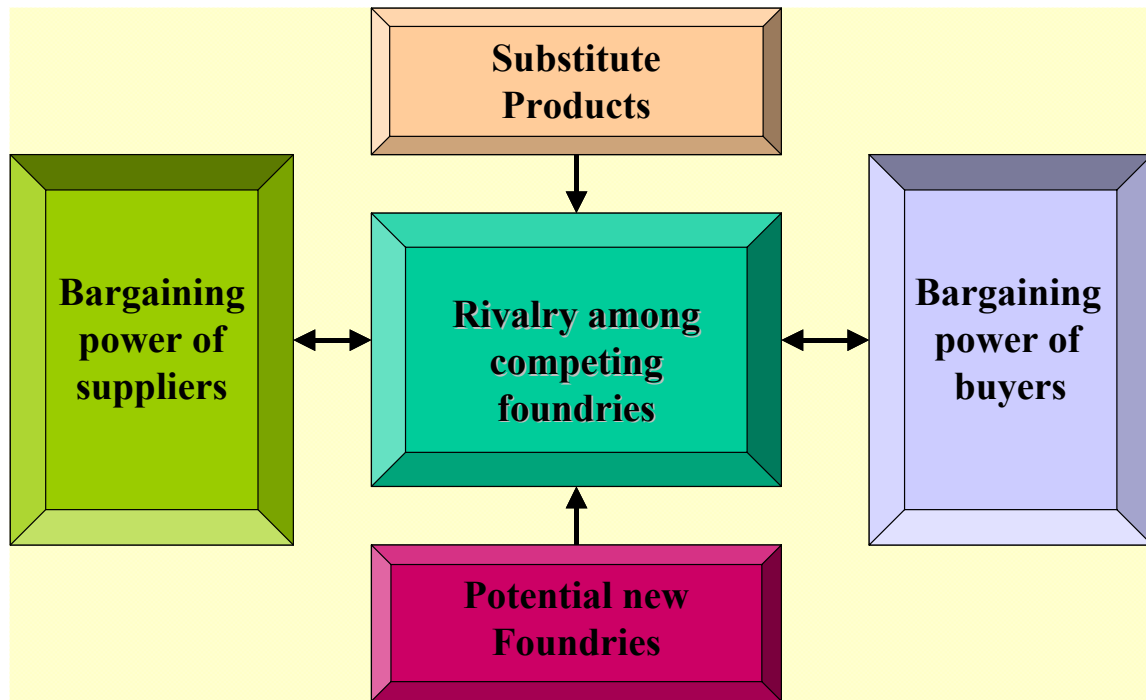 Substitute
Products
Bargaining
power of
suppliers
Rivalry among
competing
foundries
Bargaining
power of
buyers
Potential new
Foundries